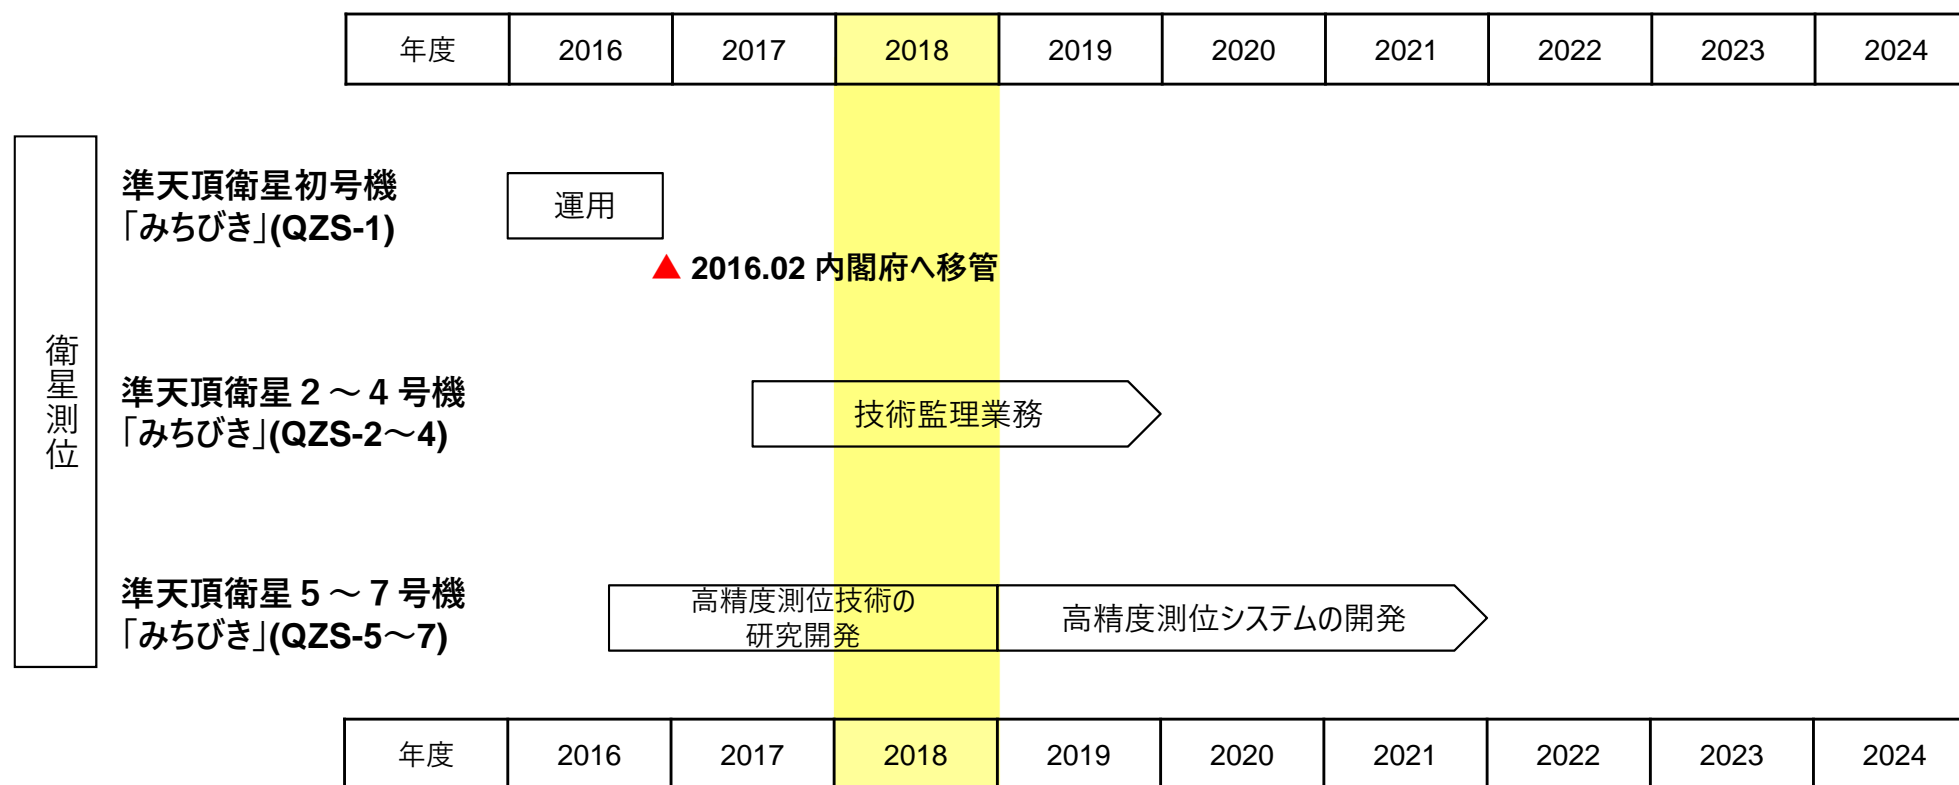 年度 2016 2017 2018 2019 2020 2021 2022 2023 2024
衛星測位
準天頂衛星初号機
「みちびき」(QZS-1)
運用
▲ 2016.02 内閣府へ移管
準天頂衛星２～４号機
「みちびき」(QZS-2～4)
技術監理業務
準天頂衛星５～７号機
「みちびき」(QZS-5～7)
高精度測位技術の
研究開発
高精度測位システムの開発
年度 2016 2017 2018 2019 2020 2021 2022 2023 2024